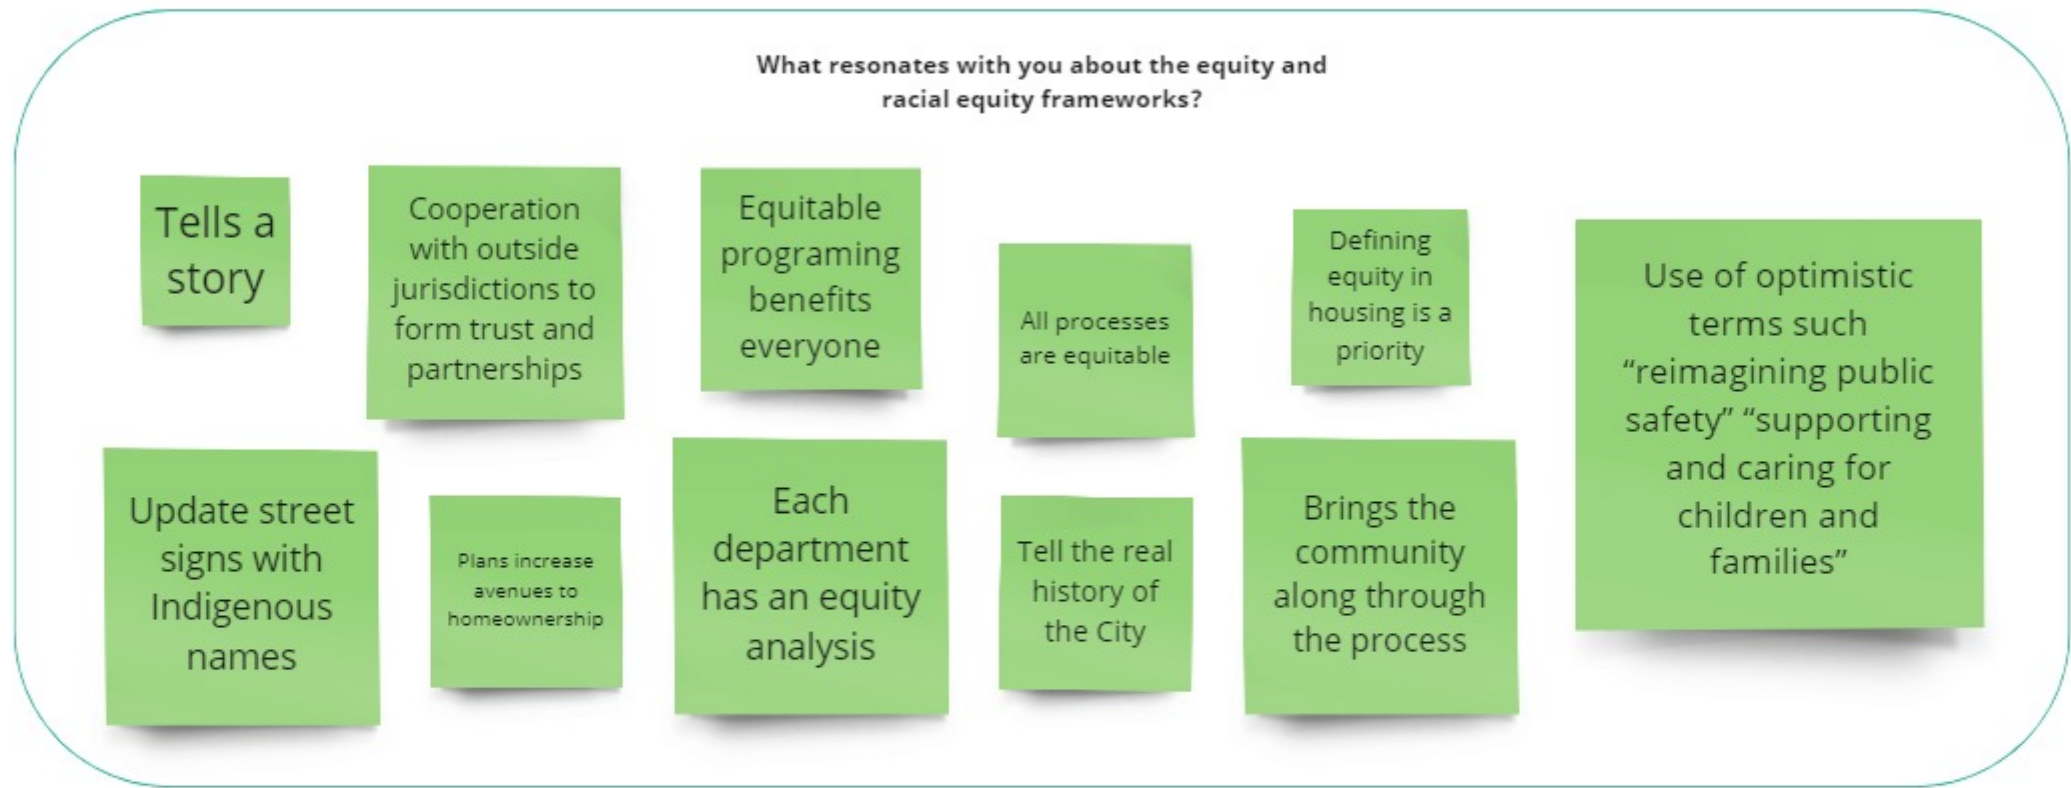 What resonates with you about the equity and
racial equity frameworks?
Tells a
story
Cooperation
with outside
jurisdictions to
form trust and
partnerships
Equitable
programing
benefits
everyone
All processes
are equitable
Defining
equity in
housing is a
priority
Use of optimistic
terms such
“reimagining public
safety” “supporting
and caring for
children and
families”
Update street
signs with
Indigenous
names
Plans increase
avenues to
homeownership
Each
department
has an equity
analysis
Tell the real
history of
the City
Brings the
community
along through
the process